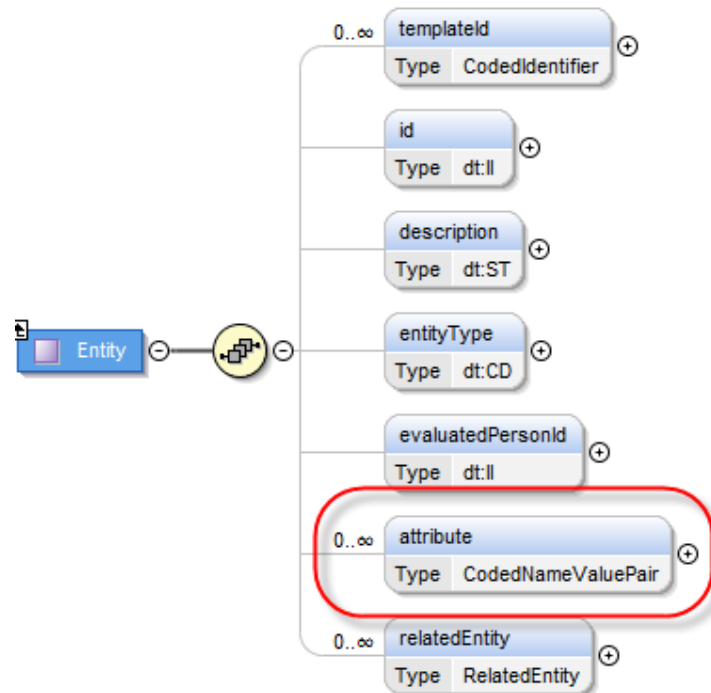 0..∞ templateId
Type CodedIdentifier
id
Type dt:II
description
Type dt:ST
Entity
entityType
Type dt:CD
evaluatedPersonId
Type dt:II
0..∞ attribute
Type CodedNameValuePair
0..∞ relatedEntity
Type RelatedEntity